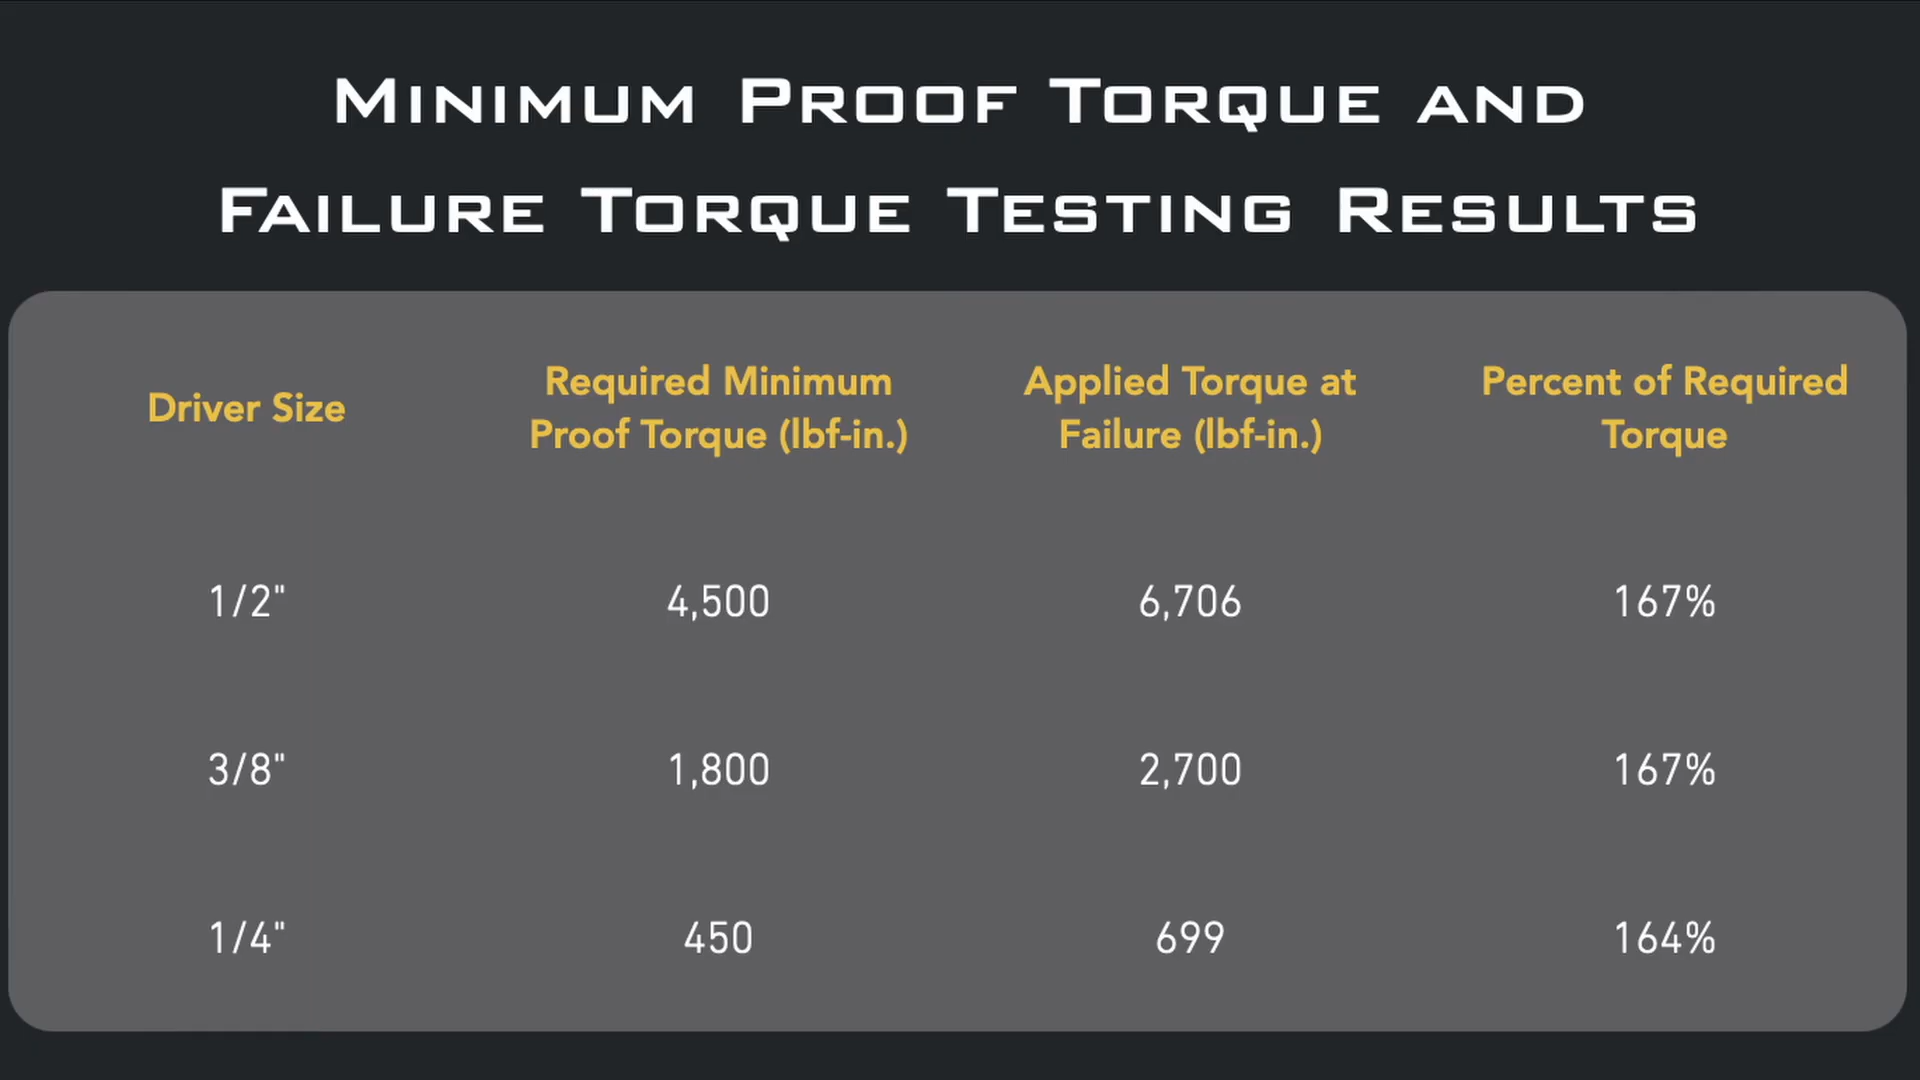 Minimum Proof Torque and
Failure Torque Testing Results
Driver Size
Required Minimum
Proof Torque (lbf-in.)
Applied Torque at
Failure (lbf-in.)
Percent of Required
Torque
1/2" 4,500 6,706 167%
3/8" 1,800 2,700 167%
1/4" 450 699 164%